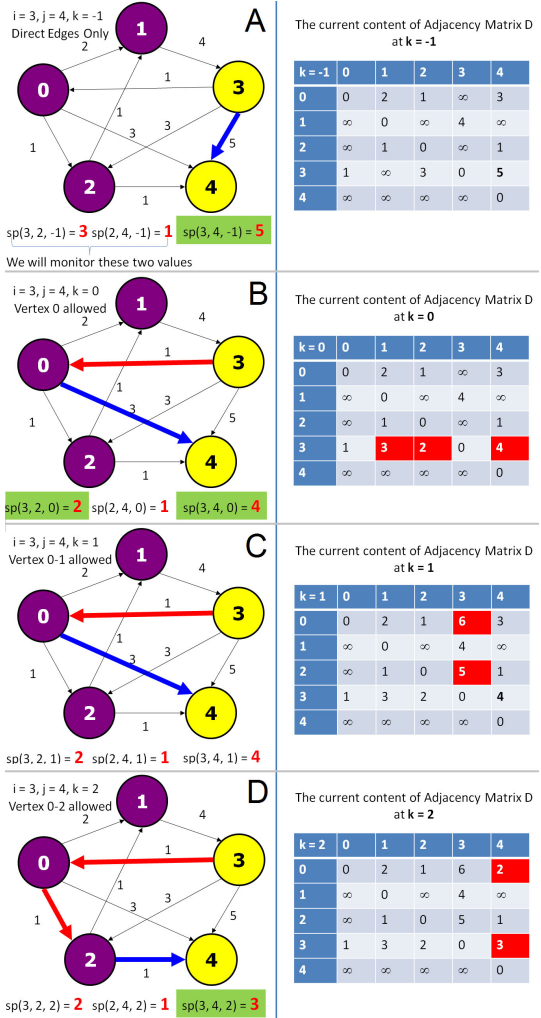 i = 3, j = 4, k = -1
Direct Edges Only
A
1
2
4
0
1
3
1
1
3
3
5
2
1
4
sp(3, 2, -1) = 3 sp(2, 4, -1) = 1 sp(3, 4, -1) = 5
We will monitor these two values
The current content of Adjacency Matrix D
at k = -1
k = -1 0 1 2 3 4
0 0 2 1 ∞ 3
1 ∞ 0 ∞ 4 ∞
2 ∞ 1 0 ∞ 1
3 1 ∞ 3 0 5
4 ∞ ∞ ∞ ∞ 0
i = 3, j = 4, k = 0
Vertex 0 allowed
B
1
2
4
0
1
3
1
1
3
3
5
2
1
4
sp(3, 2, 0) = 2 sp(2, 4, 0) = 1 sp(3, 4, 0) = 4
The current content of Adjacency Matrix D
at k = 0
k = 0 0 1 2 3 4
0 0 2 1 ∞ 3
1 ∞ 0 ∞ 4 ∞
2 ∞ 1 0 ∞ 1
3 1 3 2 0 4
4 ∞ ∞ ∞ ∞ 0
i = 3, j = 4, k = 1
Vertex 0-1 allowed
C
1
2
4
0
1
3
1
1
3
3
5
2
1
4
sp(3, 2, 1) = 2 sp(2, 4, 1) = 1 sp(3, 4, 1) = 4
The current content of Adjacency Matrix D
at k = 1
k = 1 0 1 2 3 4
0 0 2 1 6 3
1 ∞ 0 ∞ 4 ∞
2 ∞ 1 0 5 1
3 1 3 2 0 4
4 ∞ ∞ ∞ ∞ 0
i = 3, j = 4, k = 2
Vertex 0-2 allowed
D
1
2
4
0
1
3
1
1
3
3
5
2
1
4
sp(3, 2, 2) = 2 sp(2, 4, 2) = 1 sp(3, 4, 2) = 3
The current content of Adjacency Matrix D
at k = 2
k = 2 0 1 2 3 4
0 0 2 1 6 2
1 ∞ 0 ∞ 4 ∞
2 ∞ 1 0 5 1
3 1 3 2 0 3
4 ∞ ∞ ∞ ∞ 0